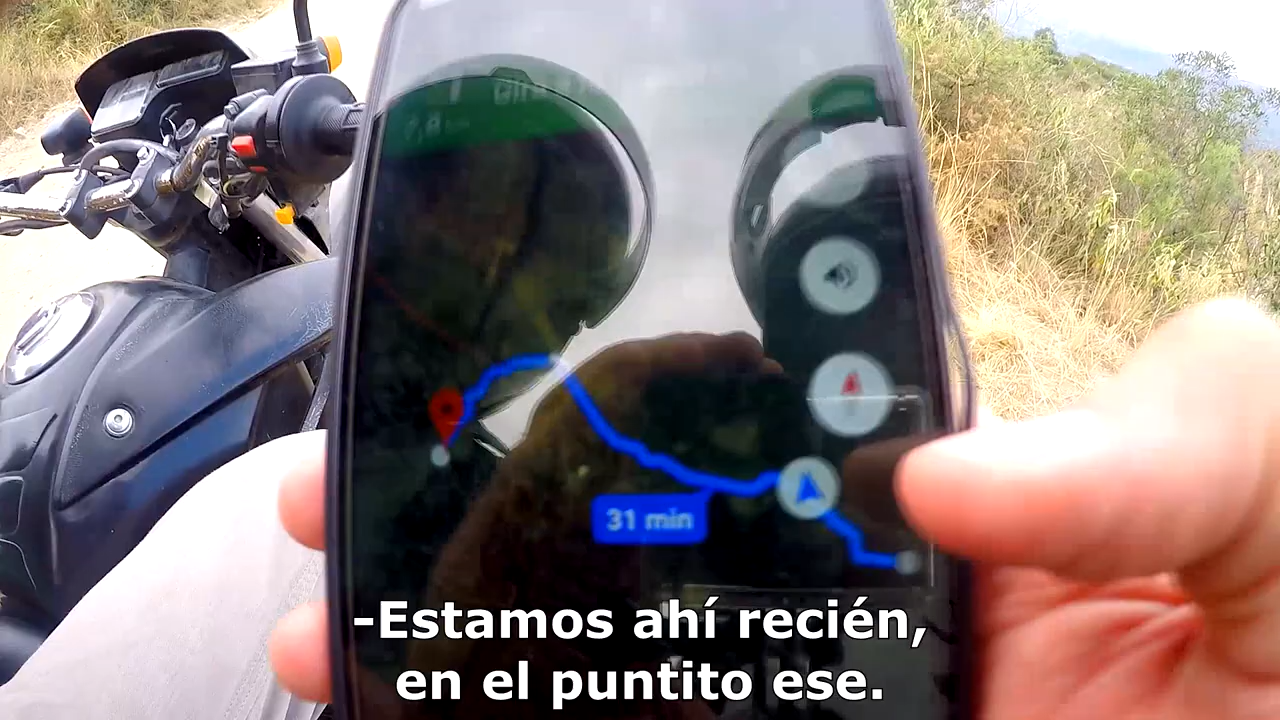 31 min
-Estamos ahí recién,
en el puntito ese.